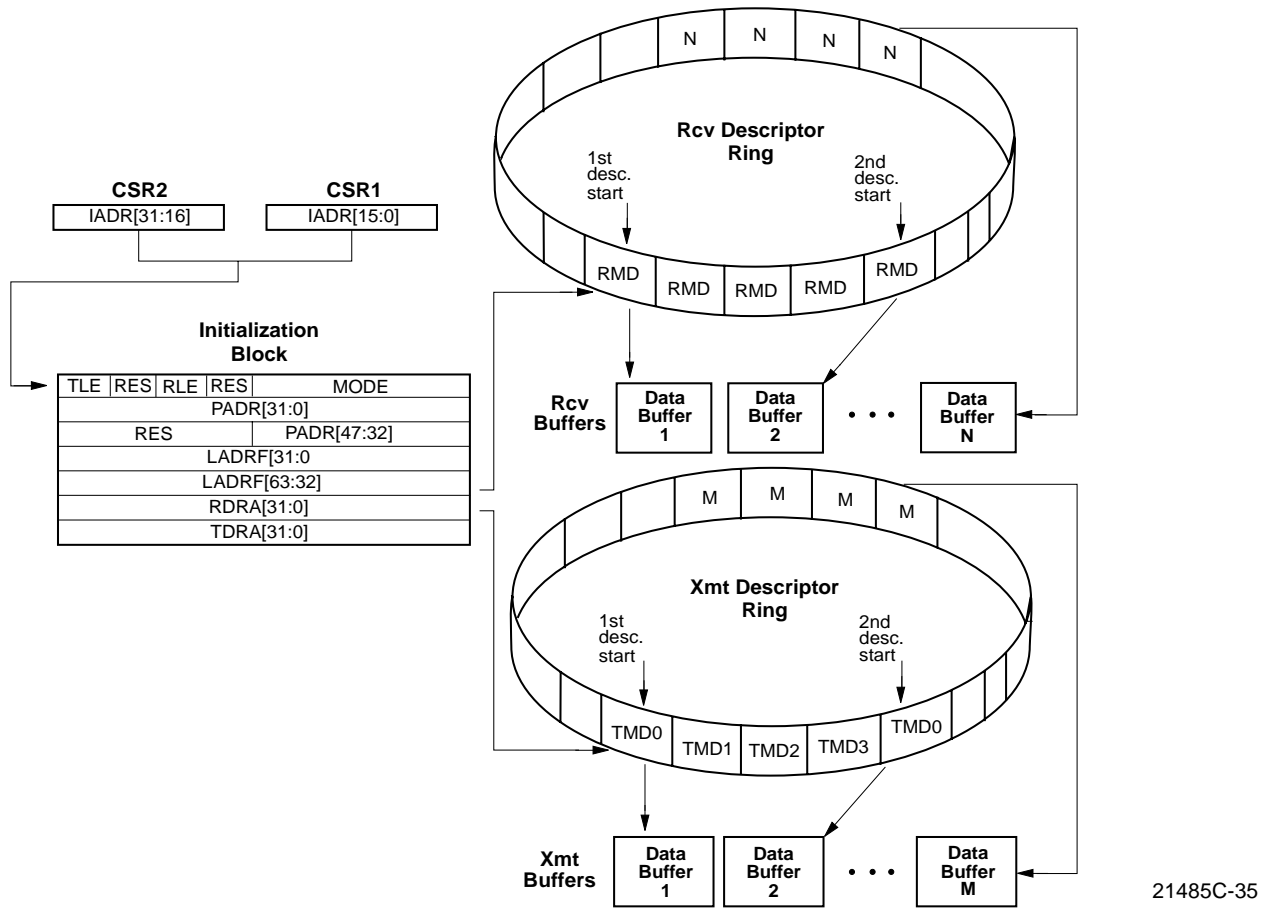 N N N N
Rcv Descriptor
Ring
1st
desc.
start
2nd
desc.
start
RMD RMD RMD RMD RMD
CSR2 CSR1
IADR[31:16] IADR[15:0]
Initialization
Block
TLE RES RLE RES MODE
PADR[31:0]
RES PADR[47:32]
LADRF[31:0
LADRF[63:32]
RDRA[31:0]
TDRA[31:0]
Rcv
Buffers
Data
Buffer
1
Data
Buffer
2
• • •
Data
Buffer
N
M M M M
Xmt Descriptor
Ring
1st
desc.
start
2nd
desc.
start
TMD0 TMD1 TMD2 TMD3 TMD0
Xmt
Buffers
Data
Buffer
1
Data
Buffer
2
• • •
Data
Buffer
M
21485C-35